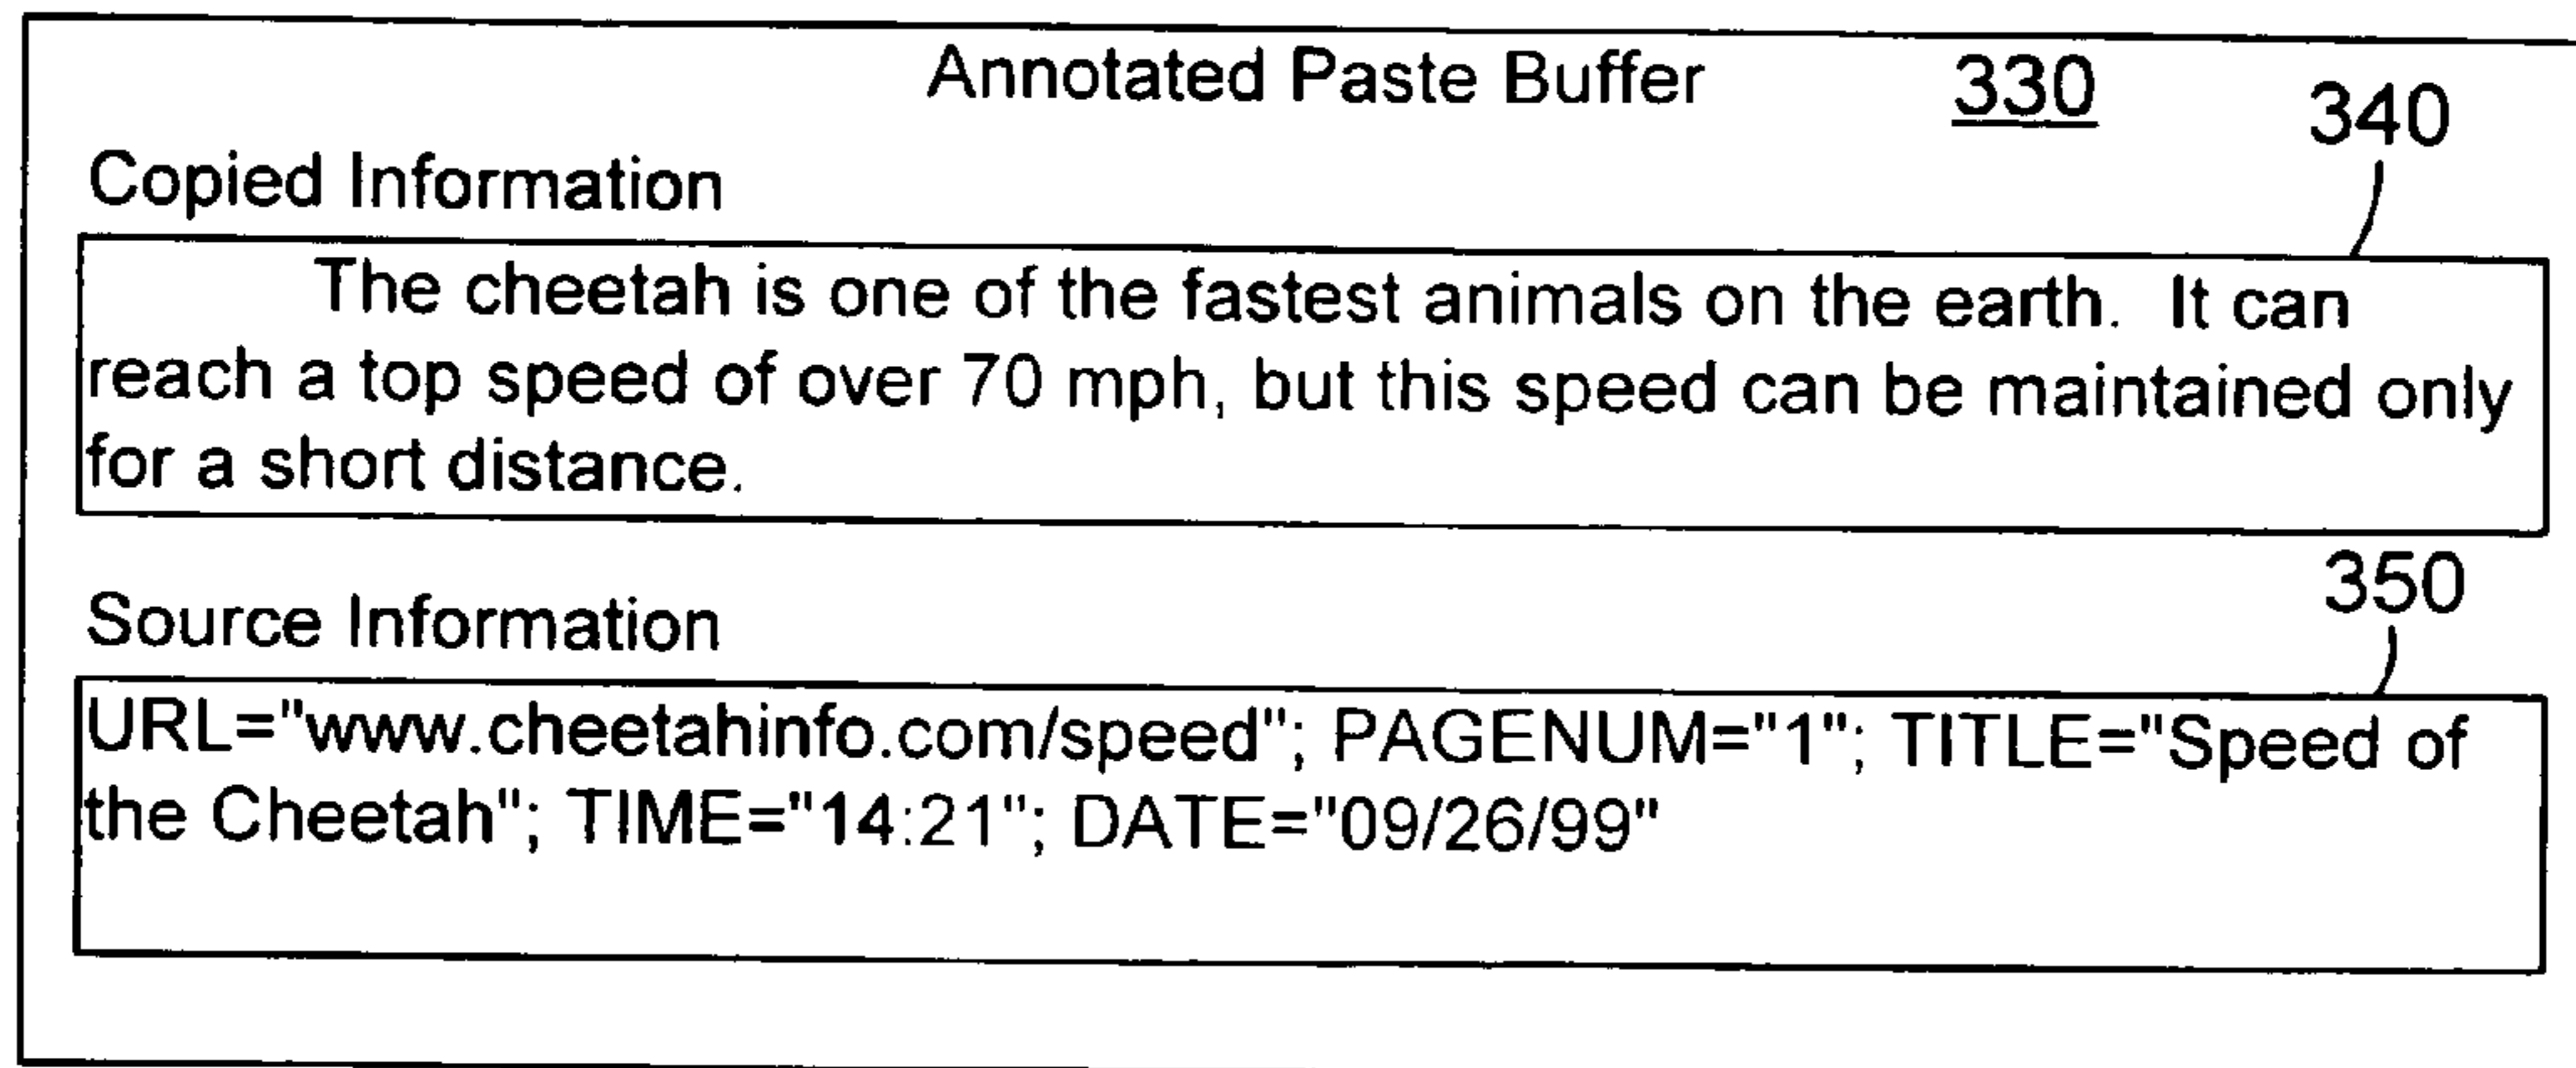 Annotated Paste Buffer 330
340
Copied Information
The cheetah is one of the fastest animals on the earth. It can
reach a top speed of over 70 mph, but this speed can be maintained only
for a short distance.
350
Source Information
URL="www.cheetahinfo.com/speed"; PAGENUM="1"; TITLE="Speed of
the Cheetah"; TIME="14:21"; DATE="09/26/99"